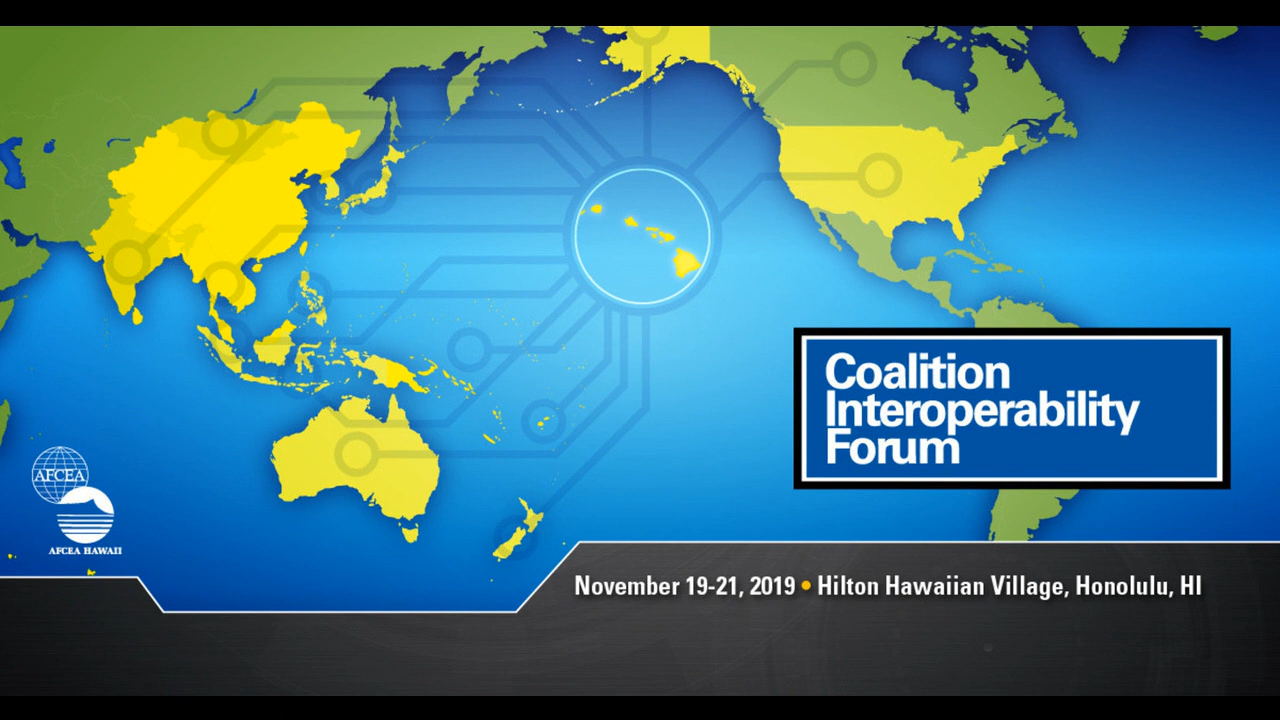 Coalition
Interoperability
Forum
AFCEA
AFCEA HAWAII
November 19-21, 2019 • Hilton Hawaiian Village, Honolulu, HI